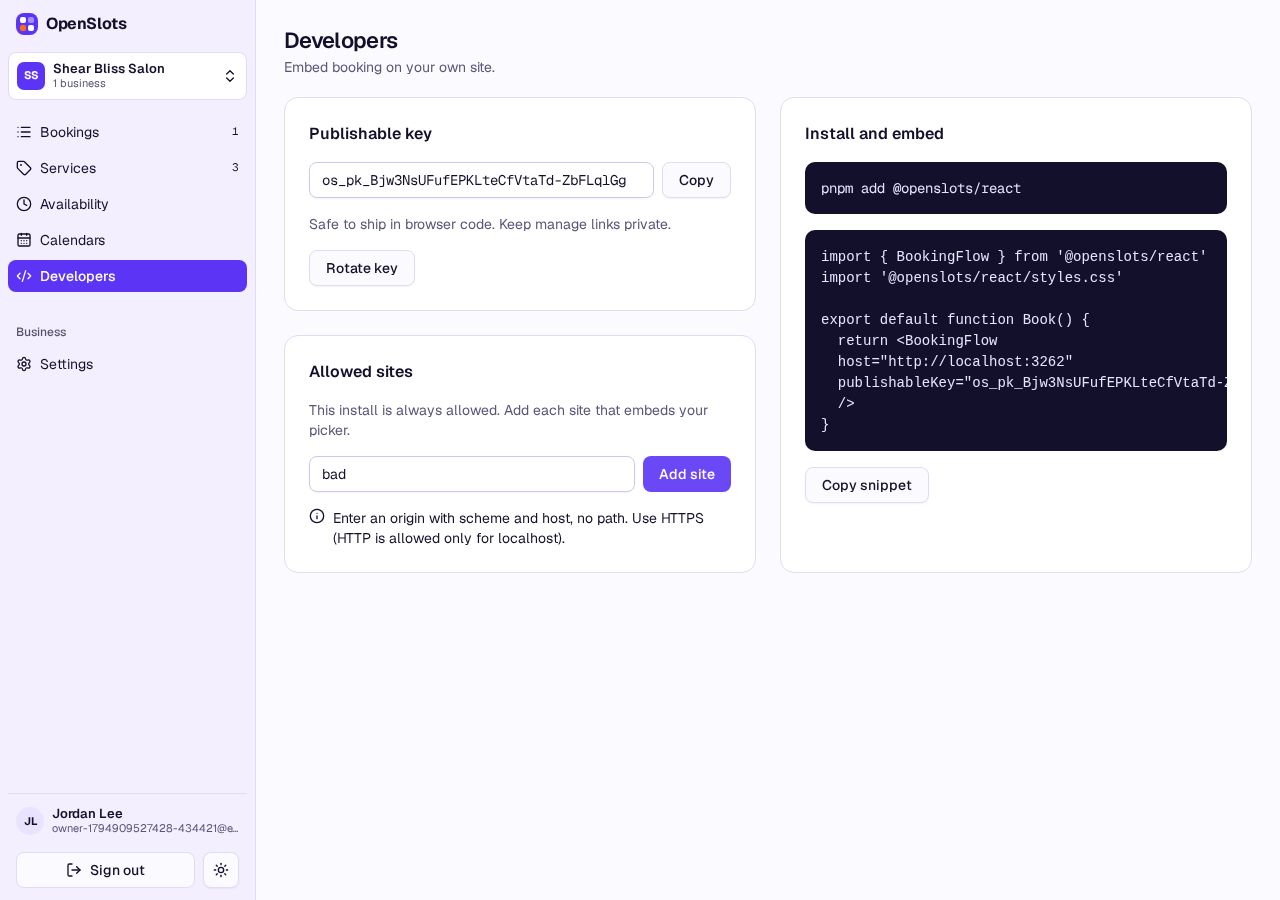 OpenSlots
SS
Shear Bliss Salon
1 business
Bookings 1
Services 3
Availability
Calendars
Developers
Business
Settings
JL
Jordan Lee
owner-1794909527428-434421@e...
Sign out
Developers
Embed booking on your own site.
Publishable key
os_pk_Bjw3NsUFufEPKLteCfVtaTd-ZbFLqlGg
Copy
Safe to ship in browser code. Keep manage links private.
Rotate key
Allowed sites
This install is always allowed. Add each site that embeds your
picker.
bad
Add site
Enter an origin with scheme and host, no path. Use HTTPS
(HTTP is allowed only for localhost).
Install and embed
pnpm add @openslots/react
import { BookingFlow } from '@openslots/react'
import '@openslots/react/styles.css'
export default function Book() {
return <BookingFlow
host="http://localhost:3262"
publishableKey="os_pk_Bjw3NsUFufEPKLteCfVtaTd-Z
/>
}
Copy snippet